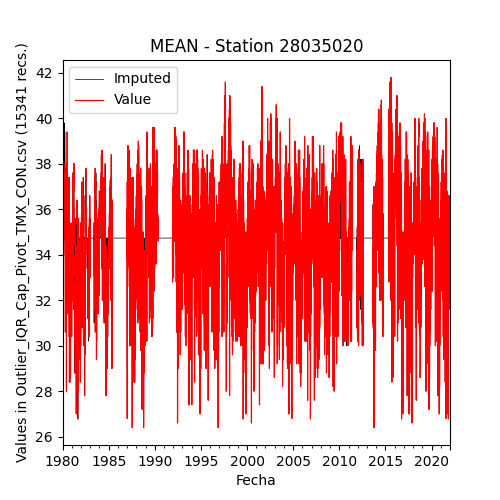 MEAN - Station 28035020
Imputed
Value
Values in Outlier_IQR_Cap_Pivot_TMX_CON.csv (15341 recs.)
42
40
38
36
34
32
30
28
26
1980 1985 1990 1995 2000 2005 2010 2015 2020
Fecha